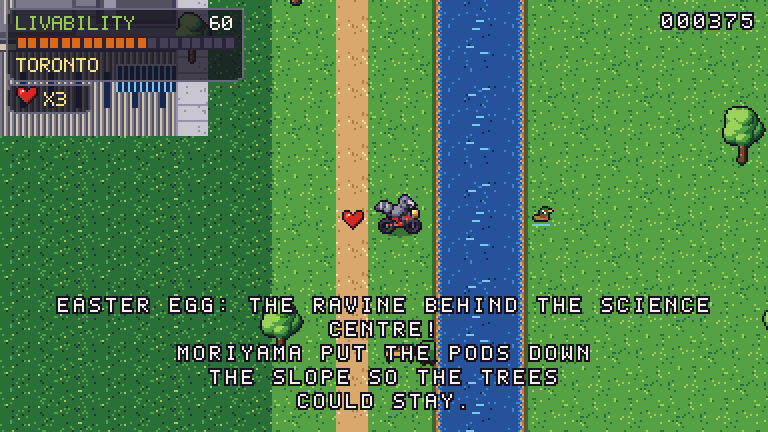 LIVABILITY 60
000375
TORONTO
X3
EASTER EGG: THE RAVINE BEHIND THE SCIENCE
CENTRE!
MORIYAMA PUT THE PODS DOWN
THE SLOPE SO THE TREES
COULD STAY.